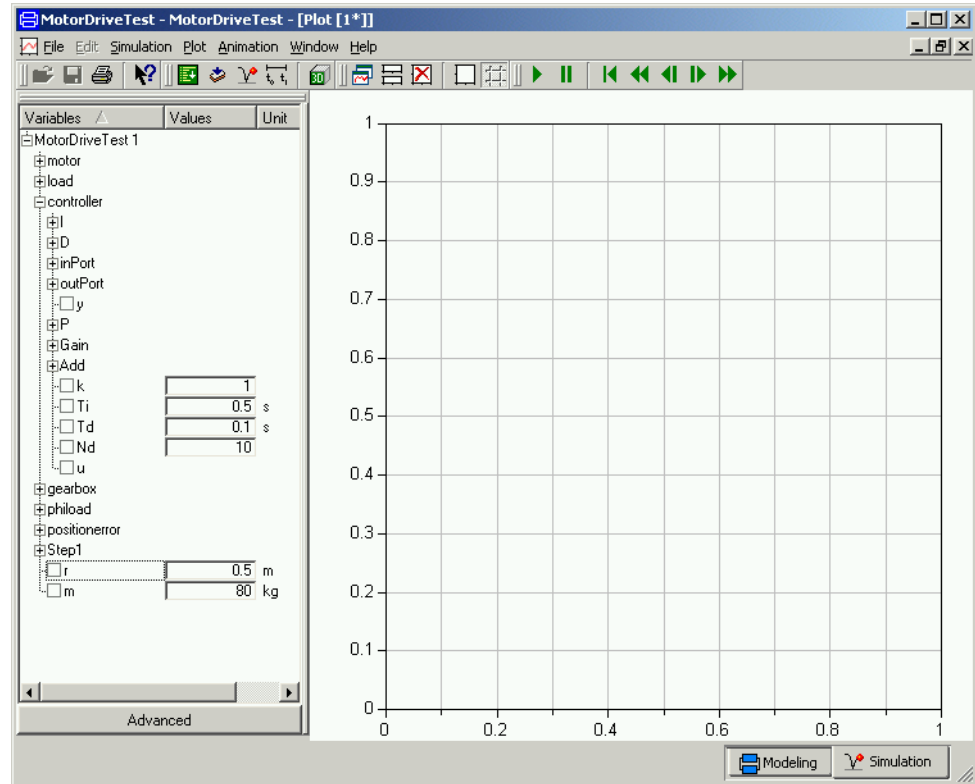 MotorDriveTest - MotorDriveTest - [Plot [1*]]
File Edit Simulation Plot Animation Window Help
3D
Variables Values Unit
MotorDriveTest 1
motor
load
controller
I
D
inPort
outPort
y
P
Gain
Add
k 1
Ti 0.5 s
Td 0.1 s
Nd 10
u
gearbox
phiload
positionerror
Step1
r 0.5 m
m 80 kg
Advanced
1
0.9
0.8
0.7
0.6
0.5
0.4
0.3
0.2
0.1
0
0 0.2 0.4 0.6 0.8 1
Modeling Simulation